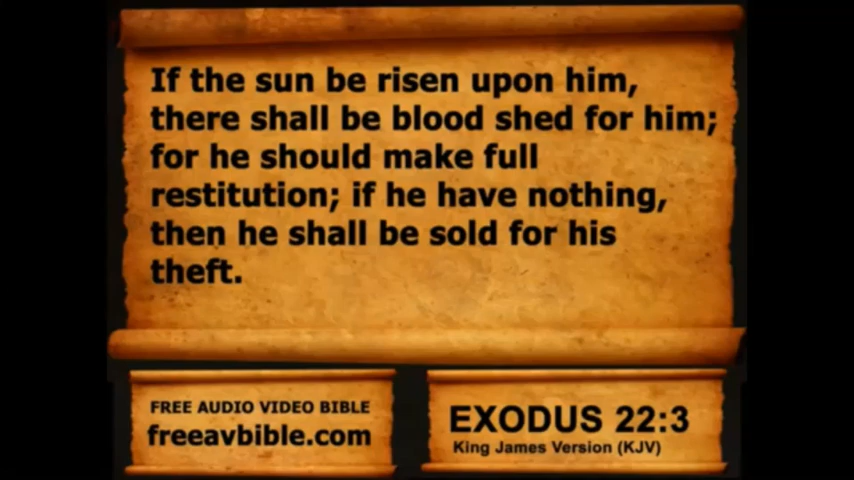 If the sun be risen upon him,
there shall be blood shed for him;
for he should make full
restitution; if he have nothing,
then he shall be sold for his
theft.
FREE AUDIO VIDEO BIBLE
freeavbible.com
EXODUS 22:3
King James Version (KJV)